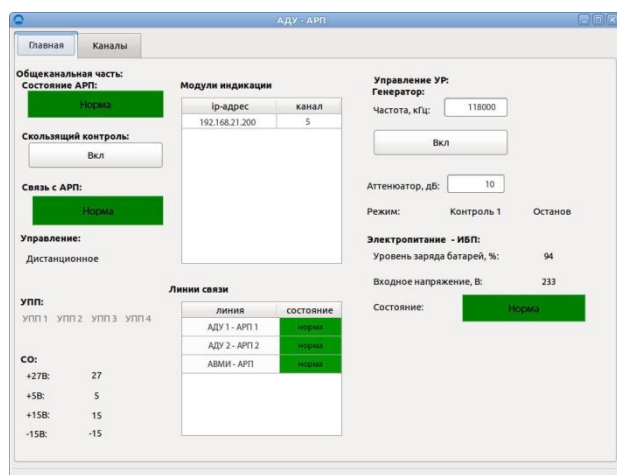 АДУ - АРП
Главная Каналы
Общеканальная часть:
Состояние АРП:
Норма
Скользящий контроль:
Вкл
Связь с АРП:
Норма
Управление:
Дистанционное
УПП:
УПП 1 УПП 2 УПП 3 УПП 4
СО:
+27В: 27
+5В: 5
+15В: 15
-15В: -15
Модули индикации
ip-адрес канал
192.168.21.200 5
Линии связи
линия состояние
АДУ 1 - АРП 1 норма
АДУ 2 - АРП 2 норма
АВМИ - АРП норма
Управление УР:
Генератор:
Частота, кГц: 118000
Вкл
Аттенюатор, дБ: 10
Режим: Контроль 1 Останов
Электропитание - ИБП:
Уровень заряда батарей, %: 94
Входное напряжение, В: 233
Состояние: Норма